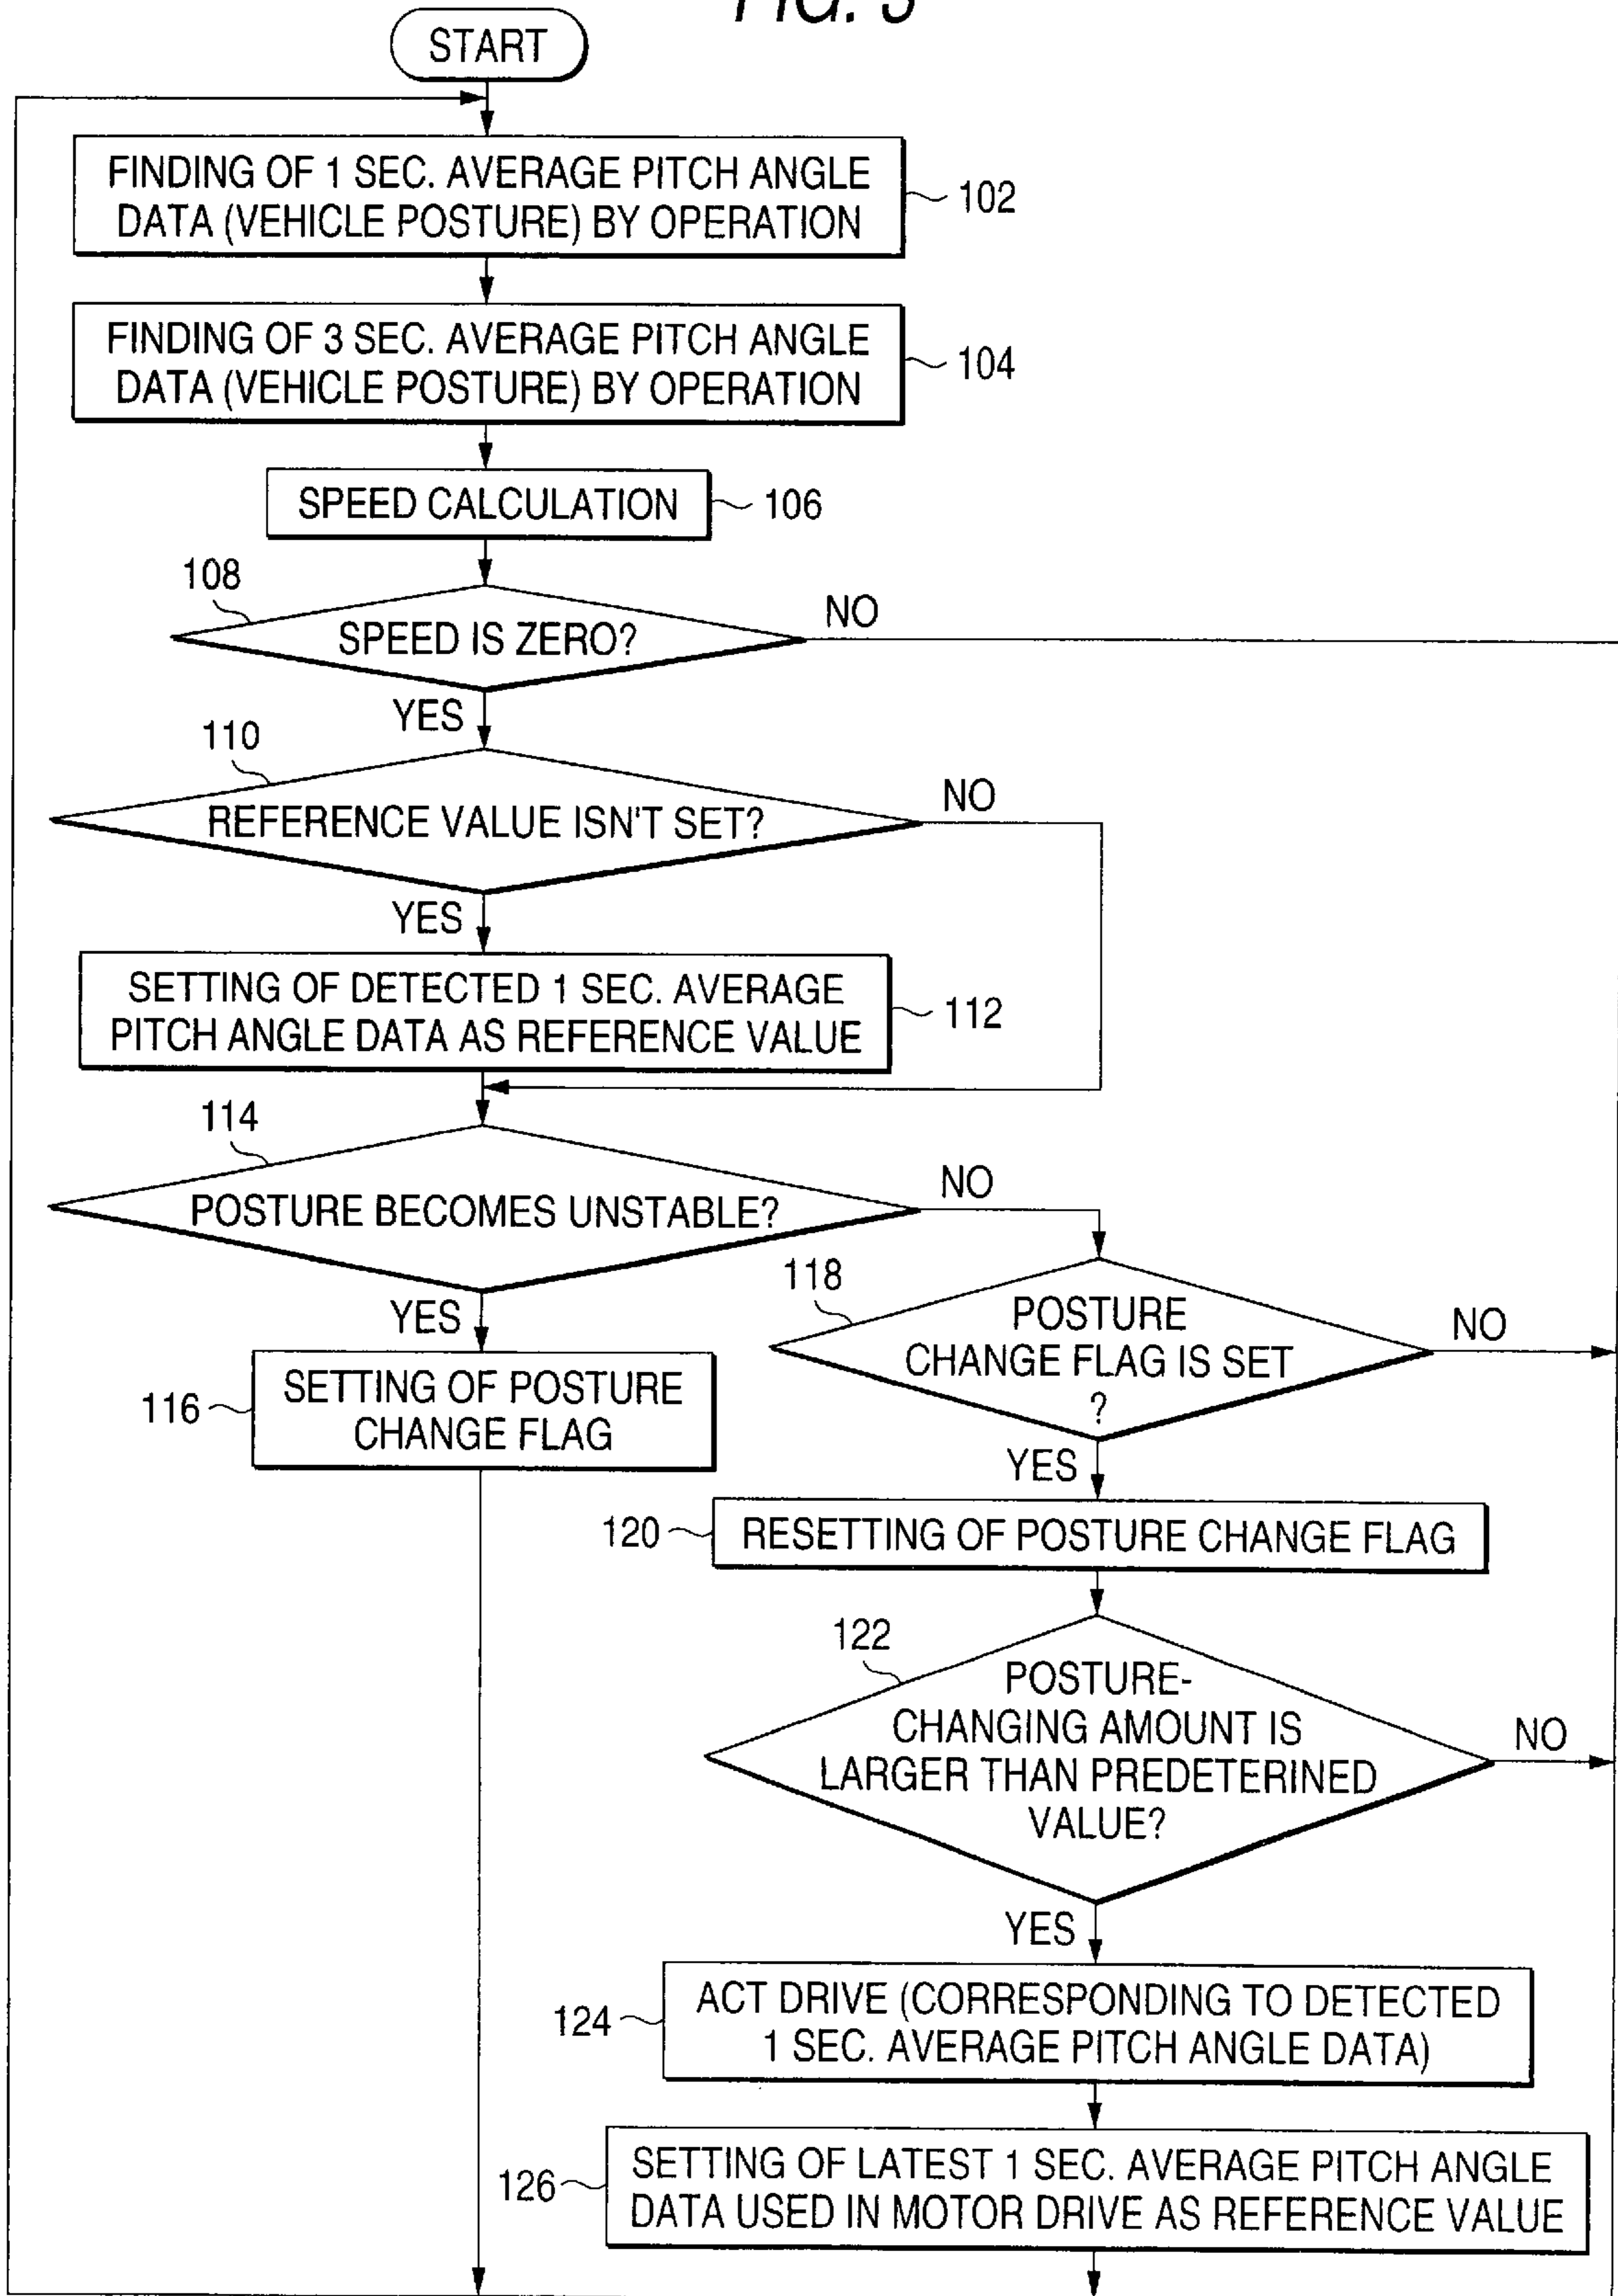 START
FINDING OF 1 SEC. AVERAGE PITCH ANGLE
DATA (VEHICLE POSTURE) BY OPERATION
102
FINDING OF 3 SEC. AVERAGE PITCH ANGLE
DATA (VEHICLE POSTURE) BY OPERATION
104
SPEED CALCULATION
106
108
SPEED IS ZERO?
NO
YES
110
REFERENCE VALUE ISN'T SET?
NO
YES
SETTING OF DETECTED 1 SEC. AVERAGE
PITCH ANGLE DATA AS REFERENCE VALUE
112
114
POSTURE BECOMES UNSTABLE?
NO
YES
116
SETTING OF POSTURE
CHANGE FLAG
118
POSTURE
CHANGE FLAG IS SET
?
NO
YES
120
RESETTING OF POSTURE CHANGE FLAG
122
POSTURE-
CHANGING AMOUNT IS
LARGER THAN PREDETERINED
VALUE?
NO
YES
124
ACT DRIVE (CORRESPONDING TO DETECTED
1 SEC. AVERAGE PITCH ANGLE DATA)
126
SETTING OF LATEST 1 SEC. AVERAGE PITCH ANGLE
DATA USED IN MOTOR DRIVE AS REFERENCE VALUE